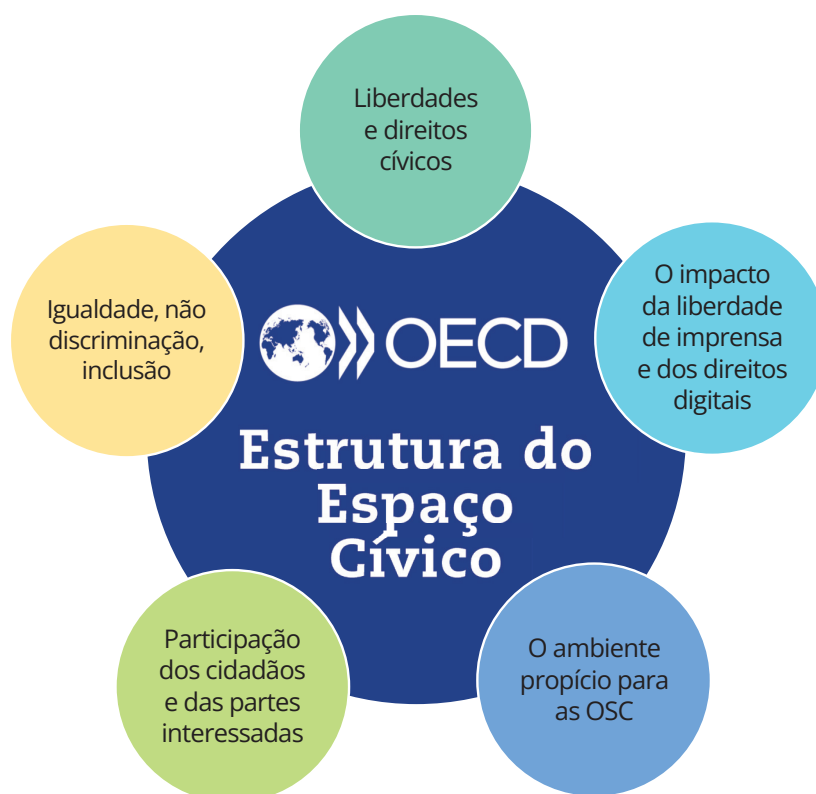 Liberdades
e direitos
cívicos
Igualdade, não
discriminação,
inclusão
O impacto
da liberdade
de imprensa
e dos direitos
digitais
OECD
Estrutura do
Espaço
Cívico
Participação
dos cidadãos
e das partes
interessadas
O ambiente
propício para
as OSC